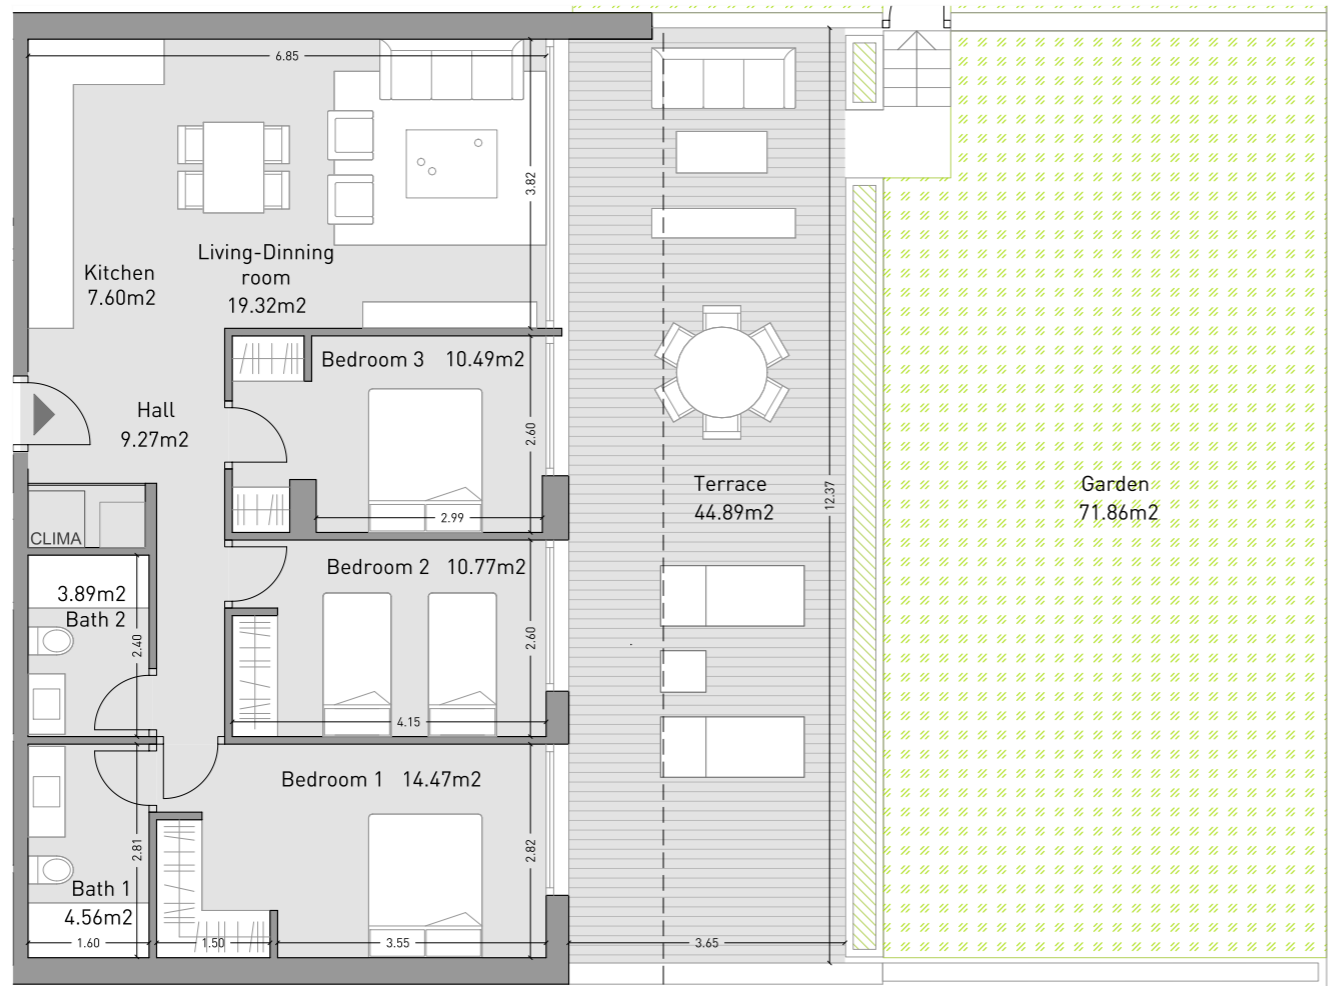 6.85
3.82
Living-Dinning
room
19.32m2
Kitchen
7.60m2
Bedroom 3 10.49m2
Hall
9.27m2
2.60
2.99
Terrace
44.89m2
12.37
Garden
71.86m2
CLIMA
Bedroom 2 10.77m2
3.89m2
Bath 2
2.40
2.60
4.15
Bedroom 1 14.47m2
2.81
2.82
Bath 1
4.56m2
1.60
1.50
3.55
3.65